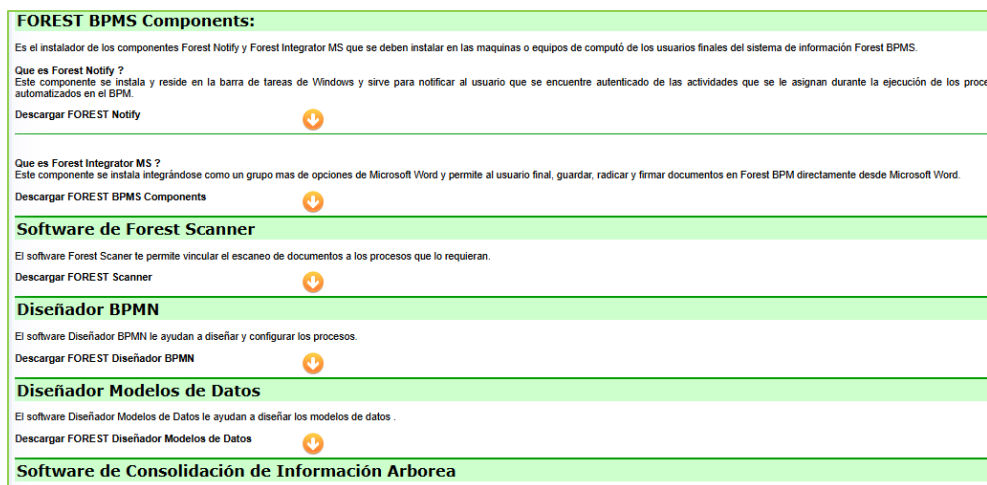 FOREST BPMS Components:
Es el instalador de los componentes Forest Notify y Forest Integrator MS que se deben instalar en las maquinas o equipos de computó de los usuarios finales del sistema de información Forest BPMS.
Que es Forest Notify ?
Este componente se instala y reside en la barra de tareas de Windows y sirve para notificar al usuario que se encuentre autenticado de las actividades que se le asignan durante la ejecución de los proce
automatizados en el BPM.
Descargar FOREST Notify
Que es Forest Integrator MS ?
Este componente se instala integrándose como un grupo mas de opciones de Microsoft Word y permite al usuario final, guardar, radicar y firmar documentos en Forest BPM directamente desde Microsoft Word.
Descargar FOREST BPMS Components
Software de Forest Scanner
El software Forest Scaner te permite vincular el escaneo de documentos a los procesos que lo requieran.
Descargar FOREST Scanner
Diseñador BPMN
El software Diseñador BPMN le ayudan a diseñar y configurar los procesos.
Descargar FOREST Diseñador BPMN
Diseñador Modelos de Datos
El software Diseñador Modelos de Datos le ayudan a diseñar los modelos de datos .
Descargar FOREST Diseñador Modelos de Datos
Software de Consolidación de Información Arborea